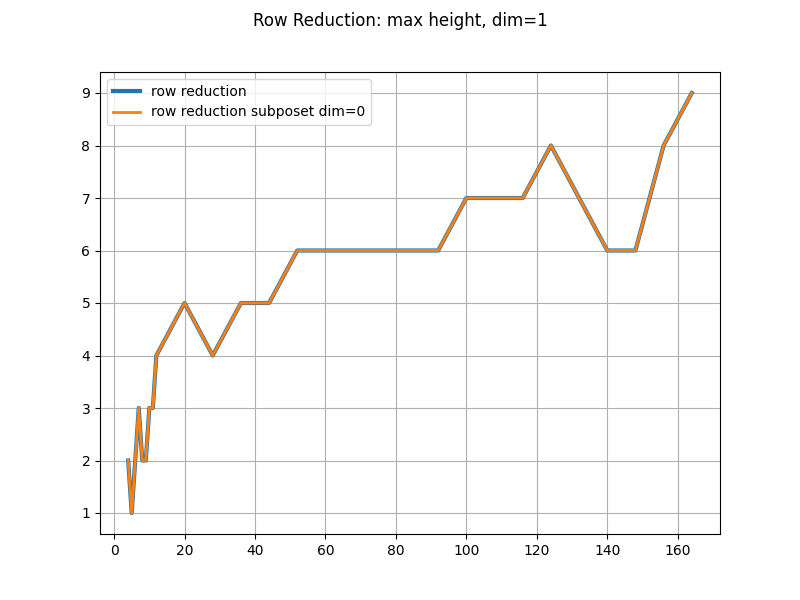 Row Reduction: max height, dim=1
row reduction
row reduction subposet dim=0
9
8
7
6
5
4
3
2
1
0 20 40 60 80 100 120 140 160